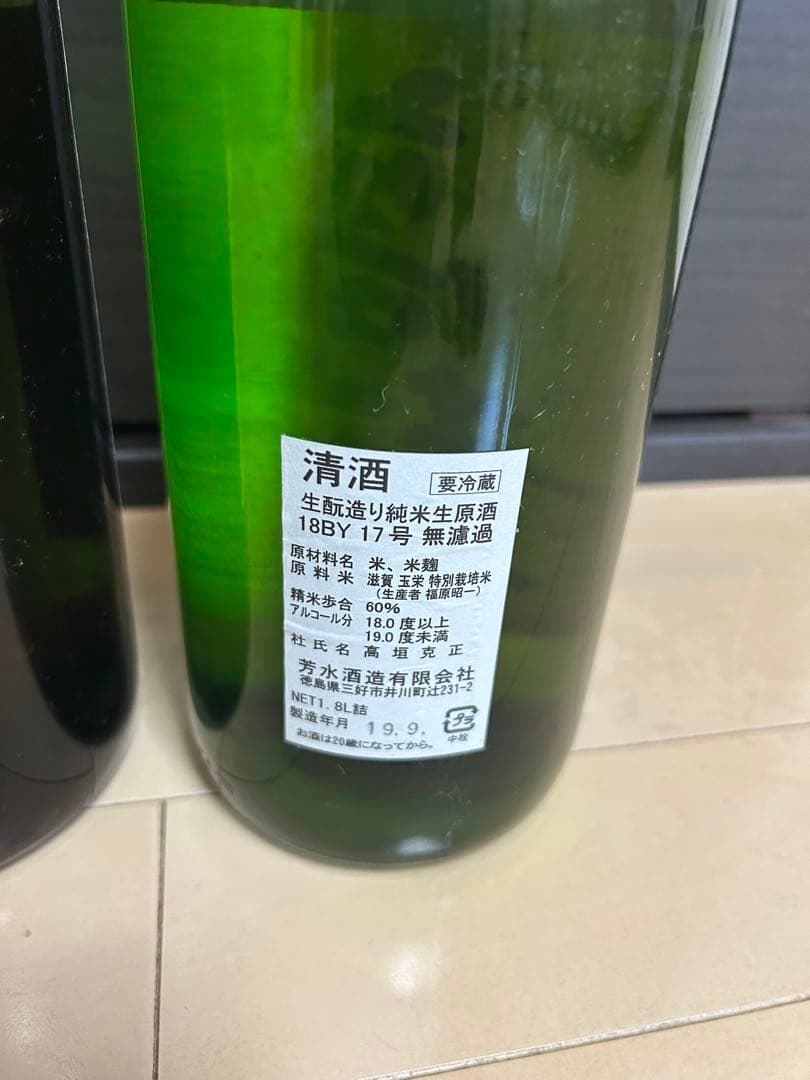 清酒 要冷蔵
生酛造り純米生原酒
18BY 17号 無濾過
原材料名 米、米麹
原料米 滋賀 玉栄 特別栽培米
（生産者 福原昭一）
精米歩合 60%
アルコール分 18.0 度以上
19.0 度未満
杜氏名 高垣克正
芳水酒造有限会社
徳島県三好市井川町辻231-2
NET1.8L詰
製造年月 19.9.
プラ
中栓
お酒は20歳になってから。